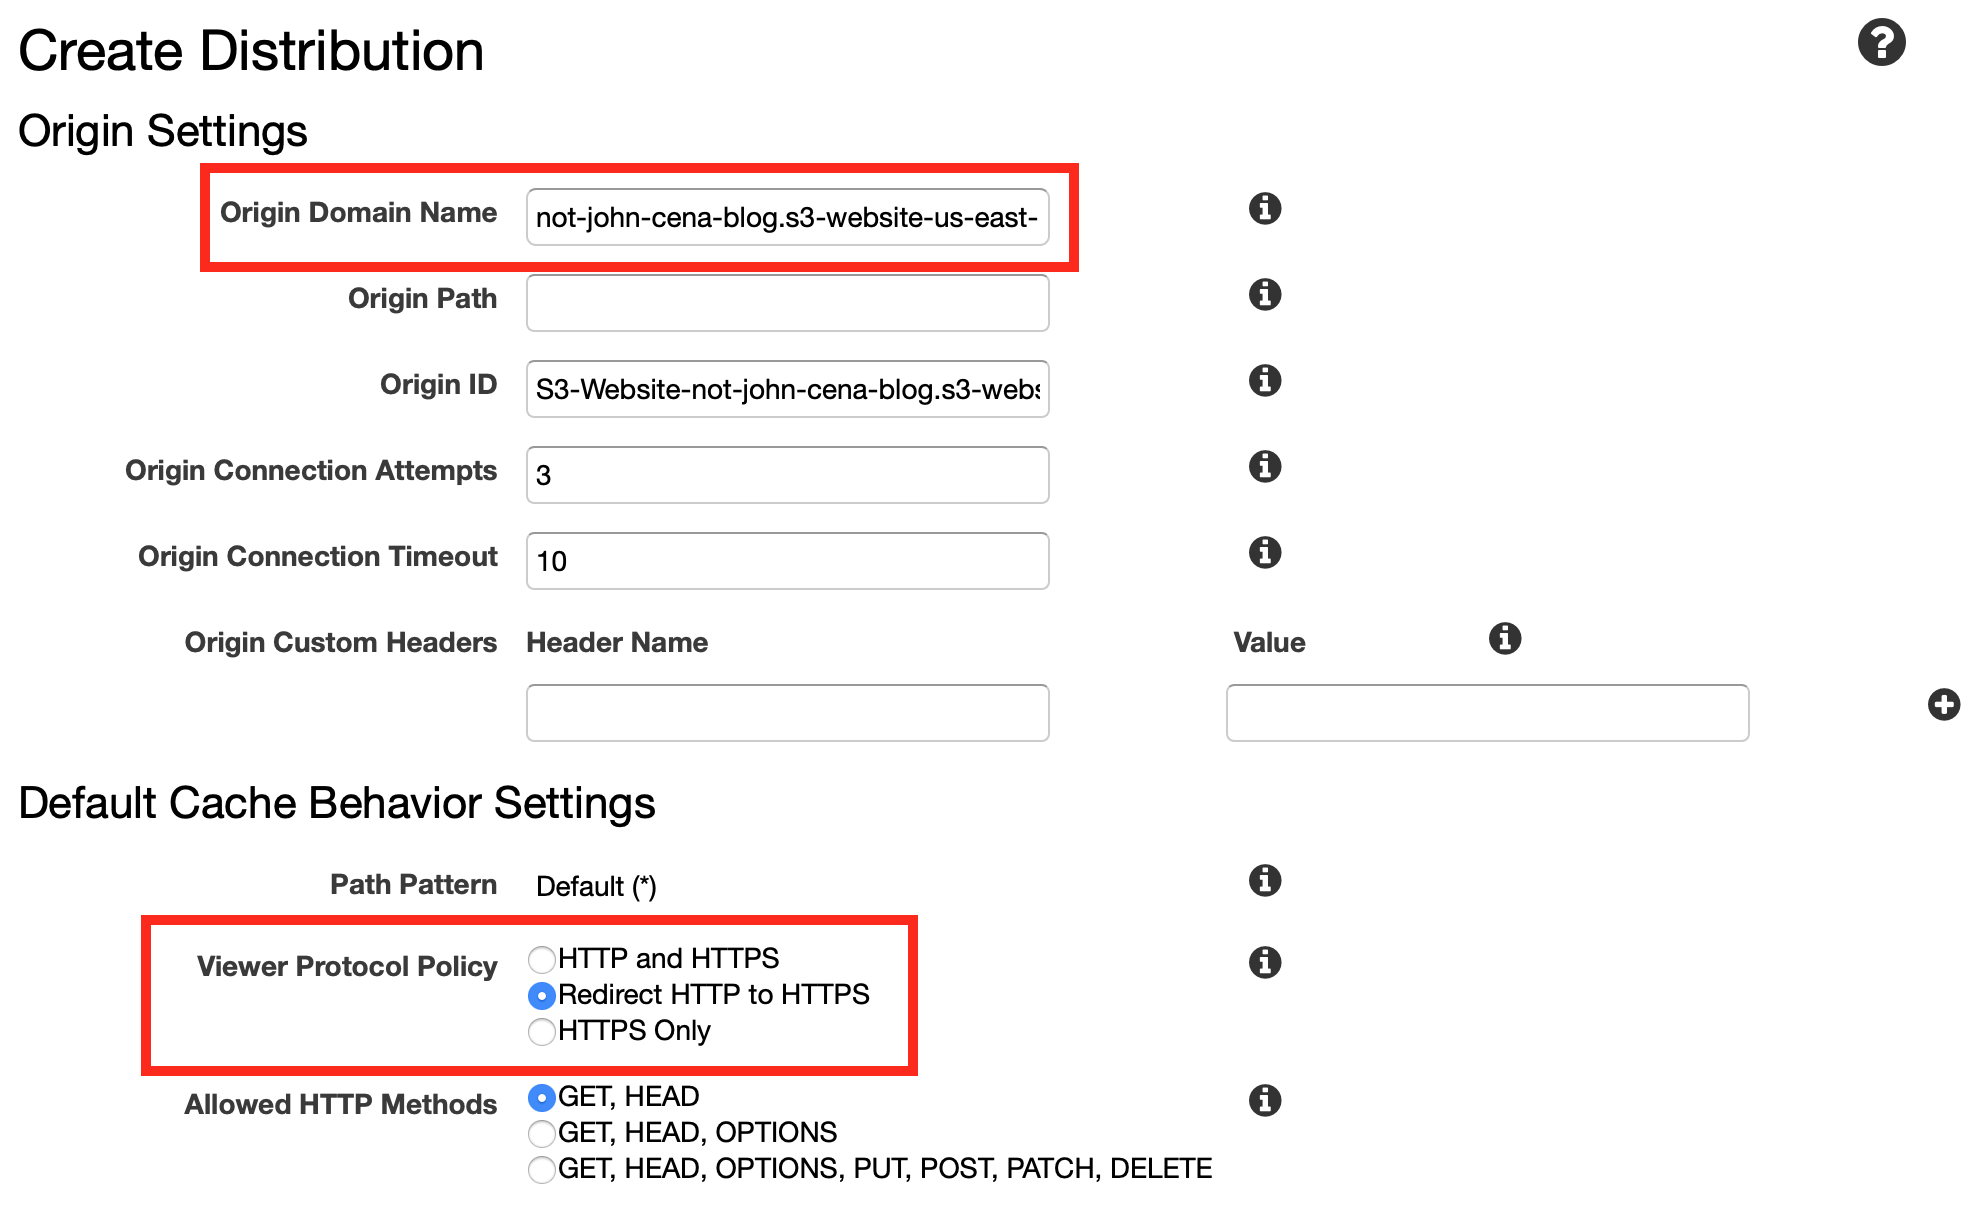 Create Distribution
Origin Settings
Origin Domain Name not-john-cena-blog.s3-website-us-east-
Origin Path
Origin ID S3-Website-not-john-cena-blog.s3-webs
Origin Connection Attempts 3
Origin Connection Timeout 10
Origin Custom Headers Header Name Value
Default Cache Behavior Settings
Path Pattern Default (*)
Viewer Protocol Policy HTTP and HTTPS
Redirect HTTP to HTTPS
HTTPS Only
Allowed HTTP Methods GET, HEAD
GET, HEAD, OPTIONS
GET, HEAD, OPTIONS, PUT, POST, PATCH, DELETE